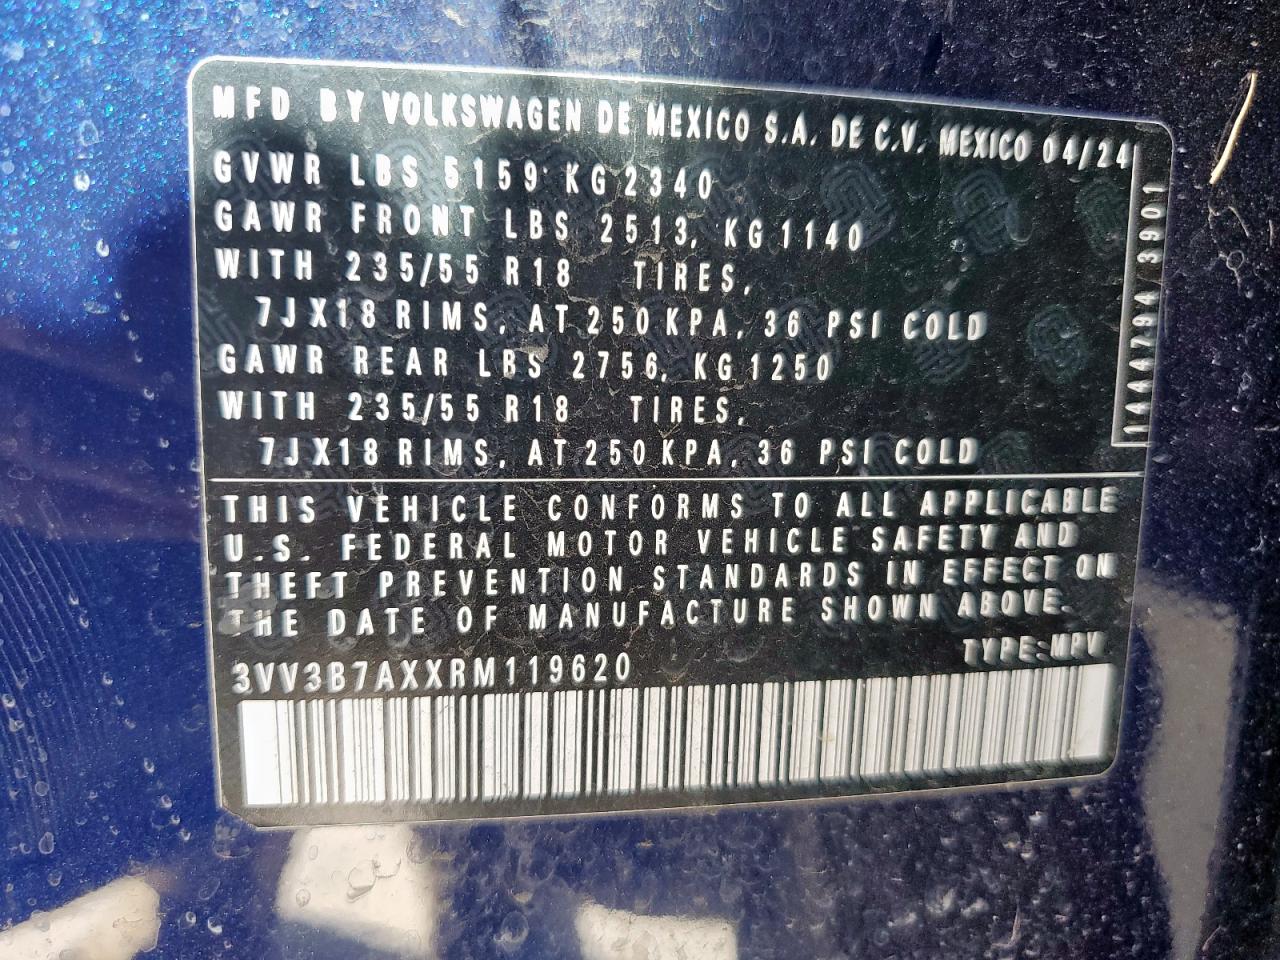 MFD BY VOLKSWAGEN DE MEXICO S.A. DE C.V. MEXICO 04/24
GVWR LBS 5159 KG 2340
GAWR FRONT LBS 2513, KG 1140
WITH 235/55 R18 TIRES,
7JX18 RIMS, AT 250 KPA, 36 PSI COLD
GAWR REAR LBS 2756, KG 1250
WITH 235/55 R18 TIRES,
7JX18 RIMS, AT 250 KPA, 36 PSI COLD
1AA4794 3901
THIS VEHICLE CONFORMS TO ALL APPLICABLE
U.S. FEDERAL MOTOR VEHICLE SAFETY AND
THEFT PREVENTION STANDARDS IN EFFECT ON
THE DATE OF MANUFACTURE SHOWN ABOVE.
TYPE:MPV
3VV3B7AXXRM119620